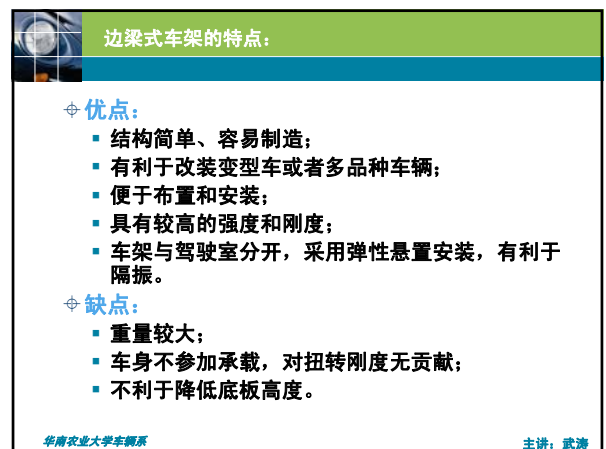 边梁式车架的特点：
优点：
结构简单、容易制造；
有利于改装变型车或者多品种车辆；
便于布置和安装；
具有较高的强度和刚度；
车架与驾驶室分开，采用弹性悬置安装，有利于
隔振。
缺点：
重量较大；
车身不参加承载，对扭转刚度无贡献；
不利于降低底板高度。
华南农业大学车辆系
主讲：武涛